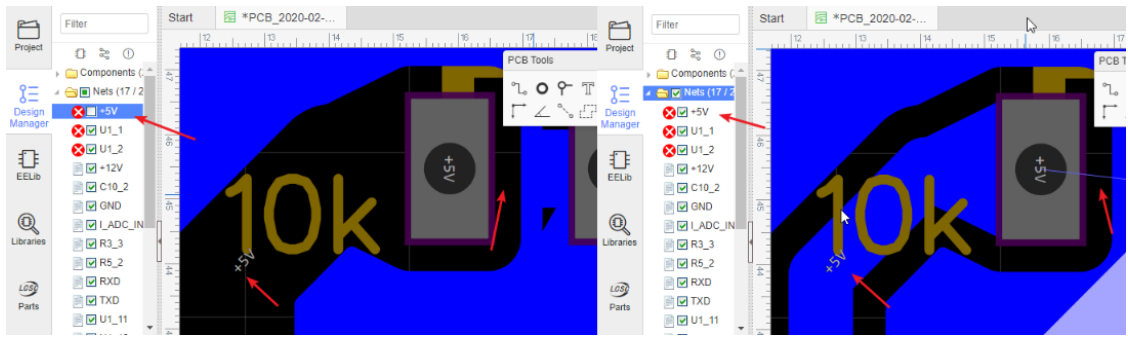 Start
*PCB_2020-02-...
Filter
Project
Components (
Nets (17 / 2
+5V
Design
Manager
U1_1
U1_2
+12V
EELib
C10_2
GND
I_ADC_IN
Libraries
R3_3
R5_2
RXD
LCSC
Parts
TXD
U1_11
12
13
14
15
16
17
PCB Tools
47
46
45
44
+5V
10k
+5V
Start
*PCB_2020-02-...
Filter
Project
Components (
Nets (17 / 2
+5V
Design
Manager
U1_1
U1_2
+12V
EELib
C10_2
GND
I_ADC_IN
Libraries
R3_3
R5_2
RXD
LCSC
Parts
TXD
U1_11
12
13
14
15
16
17
PCB T
47
46
45
44
+5V
10k
+5V